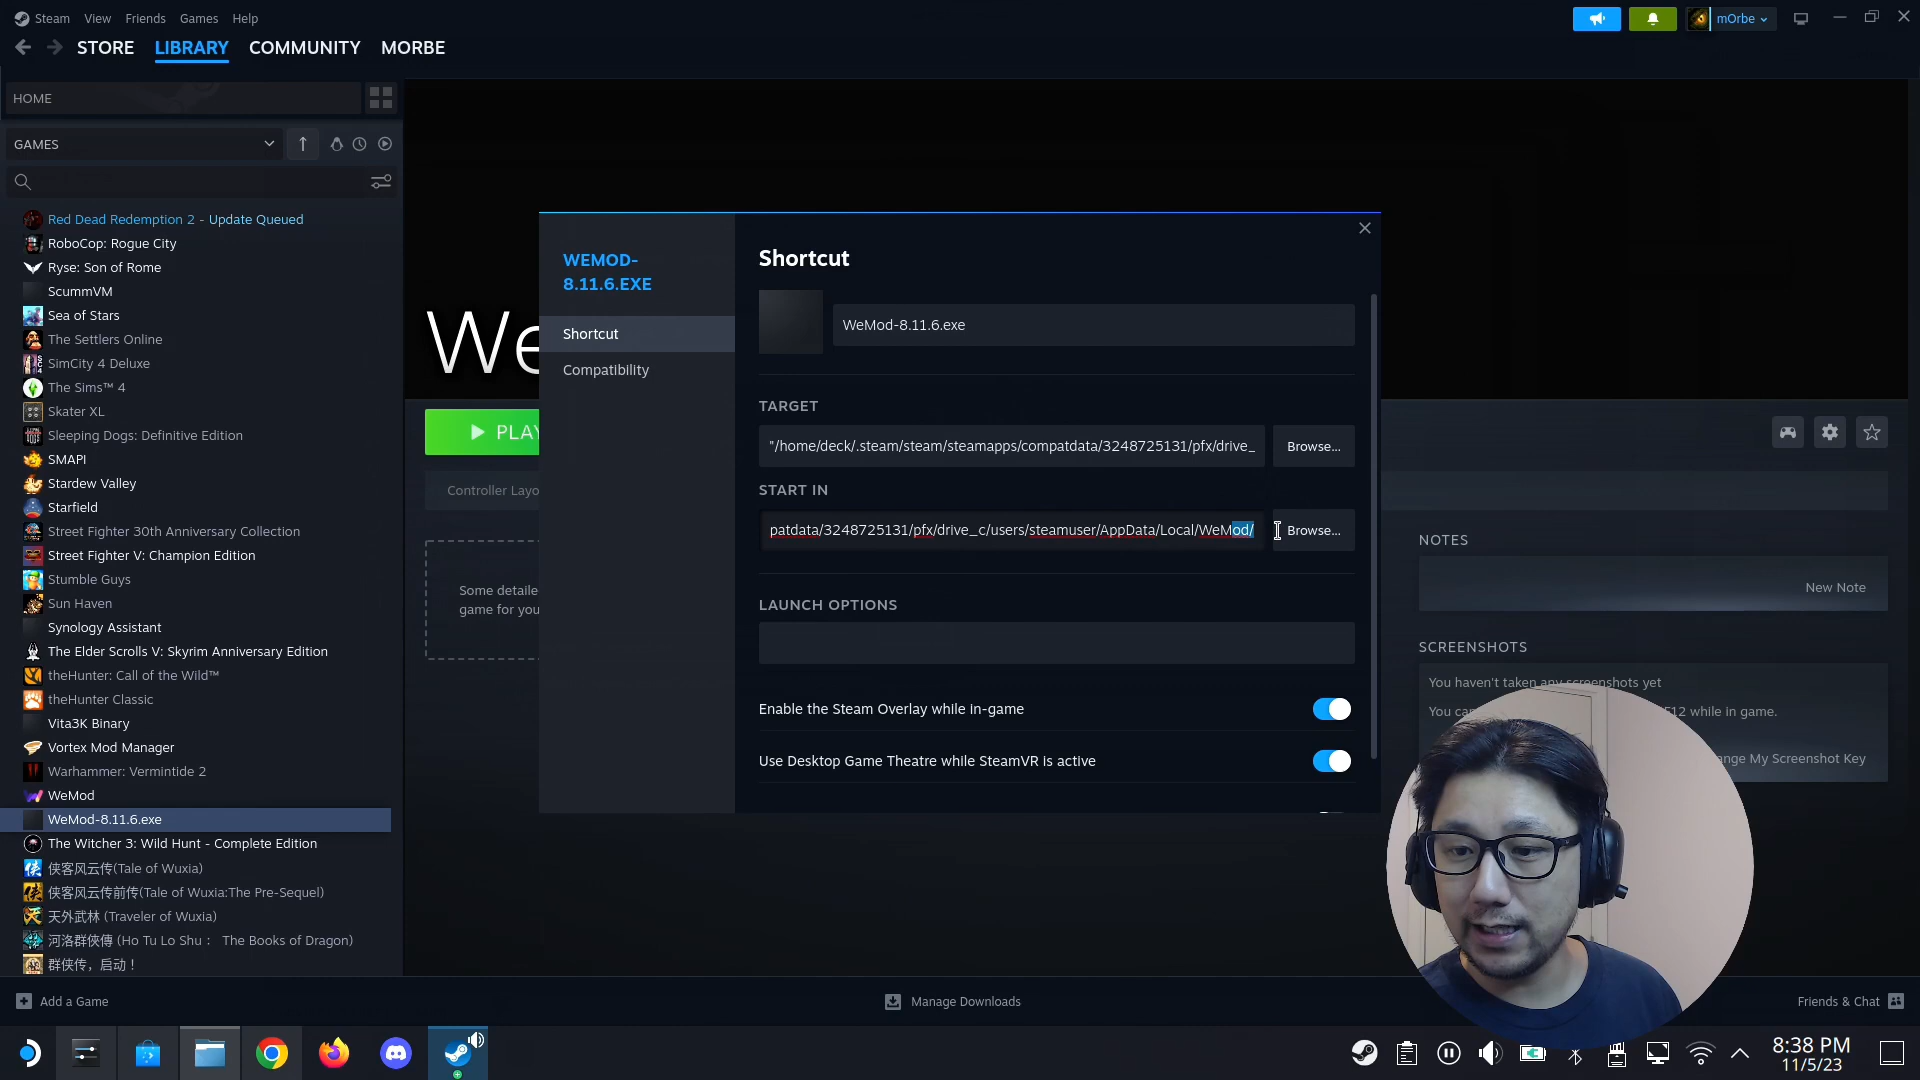 Steam View Friends Games Help
mOrbe
STORE LIBRARY COMMUNITY MORBE
HOME
GAMES
Red Dead Redemption 2 - Update Queued
RoboCop: Rogue City
Ryse: Son of Rome
ScummVM
Sea of Stars
The Settlers Online
SimCity 4 Deluxe
The Sims™ 4
Skater XL
Sleeping Dogs: Definitive Edition
SMAPI
Stardew Valley
Starfield
Street Fighter 30th Anniversary Collection
Street Fighter V: Champion Edition
Stumble Guys
Sun Haven
Synology Assistant
The Elder Scrolls V: Skyrim Anniversary Edition
theHunter: Call of the Wild™
theHunter Classic
Vita3K Binary
Vortex Mod Manager
Warhammer: Vermintide 2
WeMod
WeMod-8.11.6.exe
The Witcher 3: Wild Hunt - Complete Edition
侠客风云传(Tale of Wuxia)
侠客风云传前传(Tale of Wuxia:The Pre-Sequel)
天外武林 (Traveler of Wuxia)
河洛群俠傳 (Ho Tu Lo Shu： The Books of Dragon)
群侠传，启动！
We
PLAY
Controller Layo
Some detaile
game for you
WEMOD-
8.11.6.EXE
Shortcut
Compatibility
Shortcut
WeMod-8.11.6.exe
TARGET
"/home/deck/.steam/steam/steamapps/compatdata/3248725131/pfx/drive_
Browse...
START IN
patdata/3248725131/pfx/drive_c/users/steamuser/AppData/Local/WeMod/
Browse...
LAUNCH OPTIONS
Enable the Steam Overlay while in-game
Use Desktop Game Theatre while SteamVR is active
NOTES
New Note
SCREENSHOTS
You haven't taken any screenshots yet
You ca
F12 while in game.
nge My Screenshot Key
Add a Game
Manage Downloads
Friends & Chat
8:38 PM
11/5/23